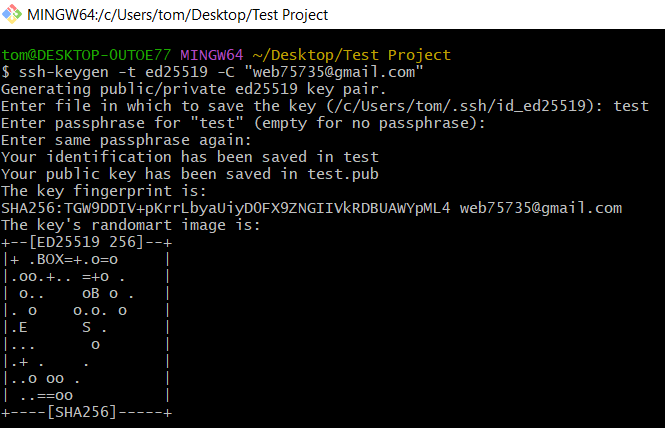 MINGW64:/c/Users/tom/Desktop/Test Project
tom@DESKTOP-OUTOE77 MINGW64 ~/Desktop/Test Project
$ ssh-keygen -t ed25519 -C "web75735@gmail.com"
Generating public/private ed25519 key pair.
Enter file in which to save the key (/c/Users/tom/.ssh/id_ed25519): test
Enter passphrase for "test" (empty for no passphrase):
Enter same passphrase again:
Your identification has been saved in test
Your public key has been saved in test.pub
The key fingerprint is:
SHA256:TGW9DDIV+pKrrLbyaUiyDOFX9ZNGIIVkRDBUAWYpML4 web75735@gmail.com
The key's randomart image is:
+--[ED25519 256]--+
|+ .BOX=+.o=o     |
|.oo.+.. =+o .    |
| o..    oB o .   |
|. o    o.o. o    |
|.E      S .      |
|...      o       |
|.+ .    .        |
|..o oo .         |
| ..==oo          |
+----[SHA256]-----+